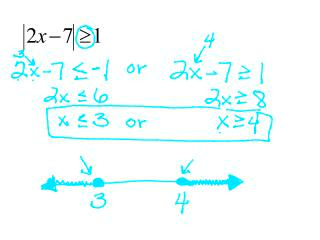 |2x−7| ≥ 1
3 4
2x-7 ≤ -1 or 2x-7 ≥ 1
2x ≤ 6 2x ≥ 8
x ≤ 3 or x ≥ 4
3 4